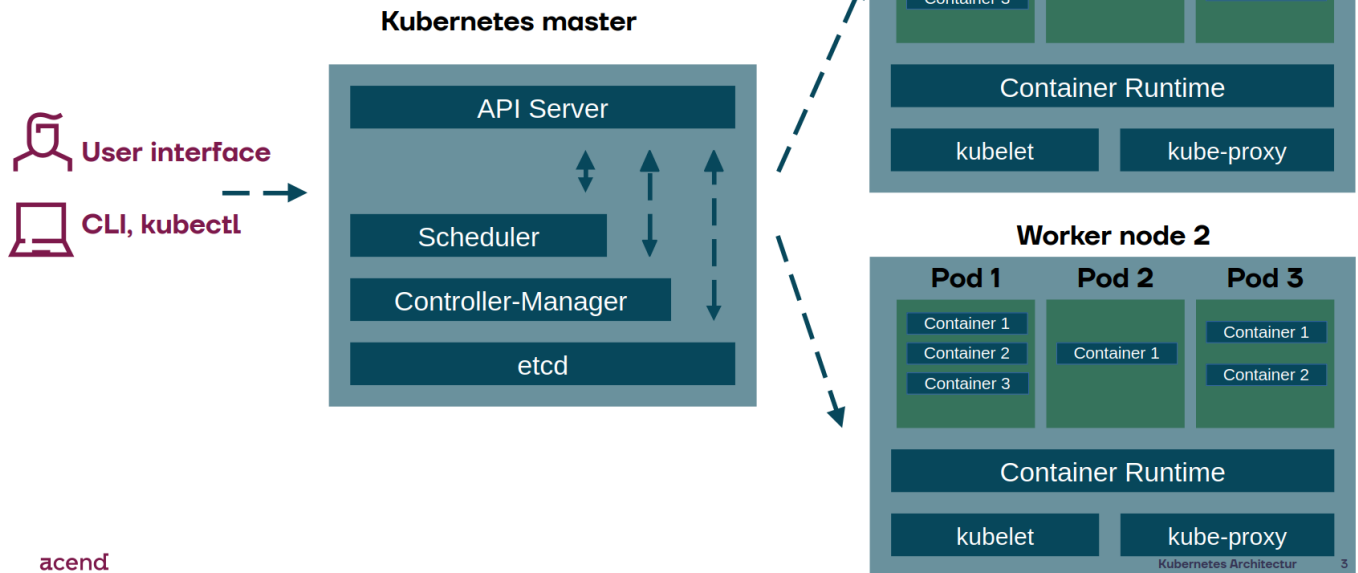 Kubernetes master
API Server
Scheduler
Controller-Manager
etcd
User interface
CLI, kubectl
Container 3
Container Runtime
kubelet
kube-proxy
Worker node 2
Pod 1
Pod 2
Pod 3
Container 1
Container 2
Container 3
Container 1
Container 1
Container 2
Container Runtime
kubelet
kube-proxy
acend
Kubernetes Architectur
3